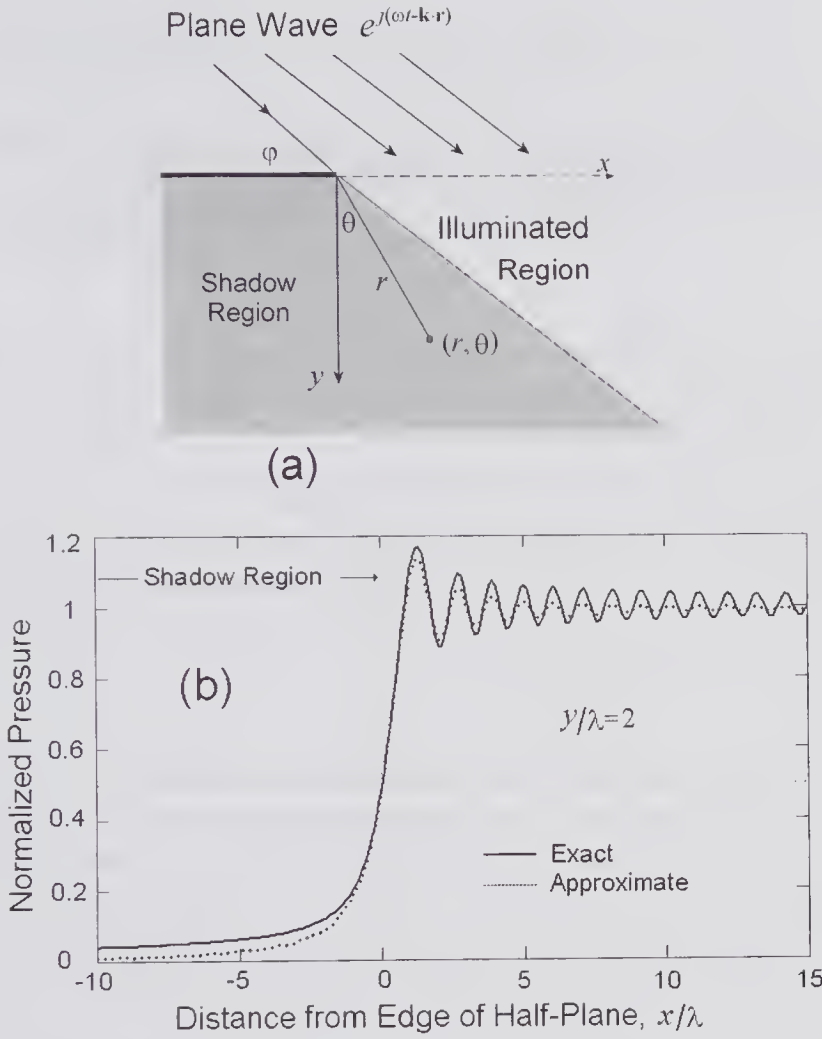 Plane Wave e^j(ωt-k·r)
φ
x
θ
Illuminated
Region
Shadow
Region
r
(r, θ)
y
(a)
1.2
Shadow Region
1
0.8
(b)
y/λ=2
0.6
0.4
Exact
Approximate
0.2
0
-10
-5
0
5
10
15
Normalized Pressure
Distance from Edge of Half-Plane, x/λ